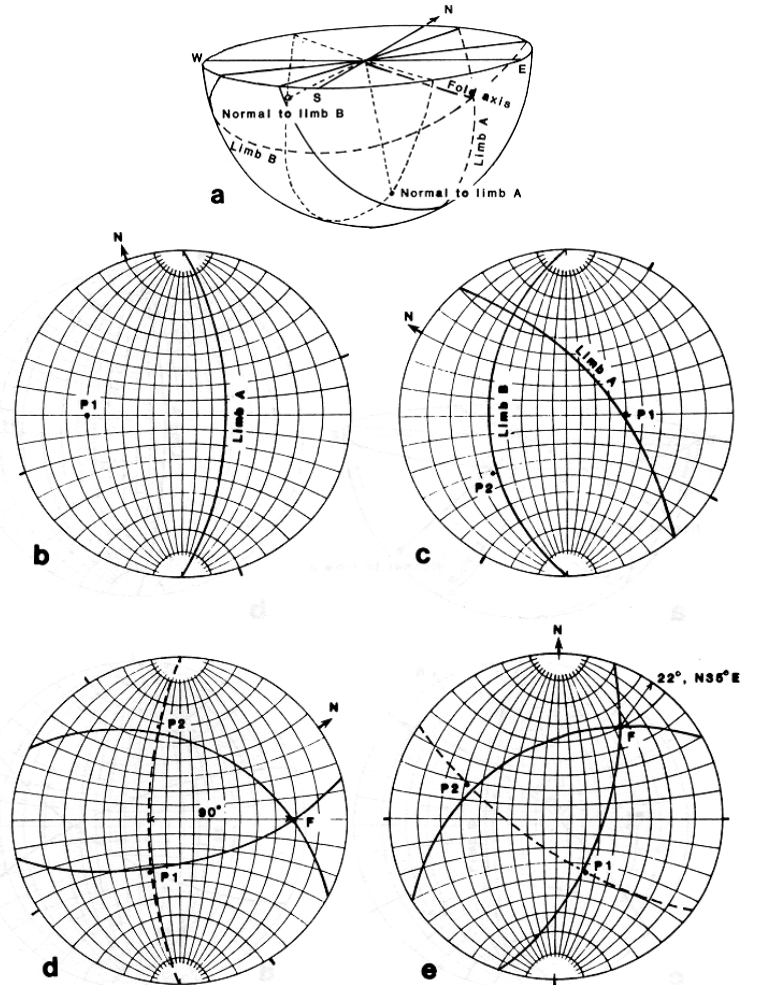 N
W
E
S
Fold axis
Normal to limb B
Limb B
Limb A
Normal to limb A
a
N
P1
Limb A
b
N
Limb A
Limb B
P1
P2
c
N
P2
90°
F
P1
d
N
22°, N35°E
F
P2
P1
e